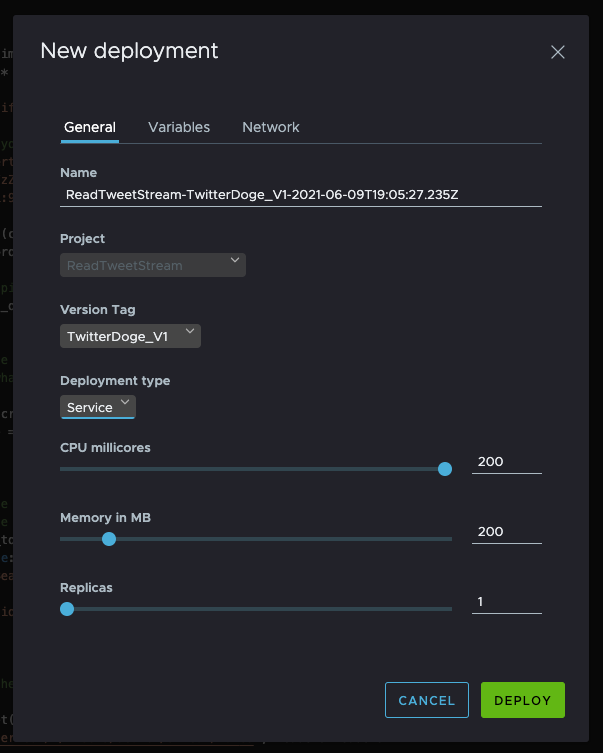 New deployment
General Variables Network
Name
ReadTweetStream-TwitterDoge_V1-2021-06-09T19:05:27.235Z
Project
ReadTweetStream
Version Tag
TwitterDoge_V1
Deployment type
Service
CPU millicores
200
Memory in MB
200
Replicas
1
CANCEL DEPLOY